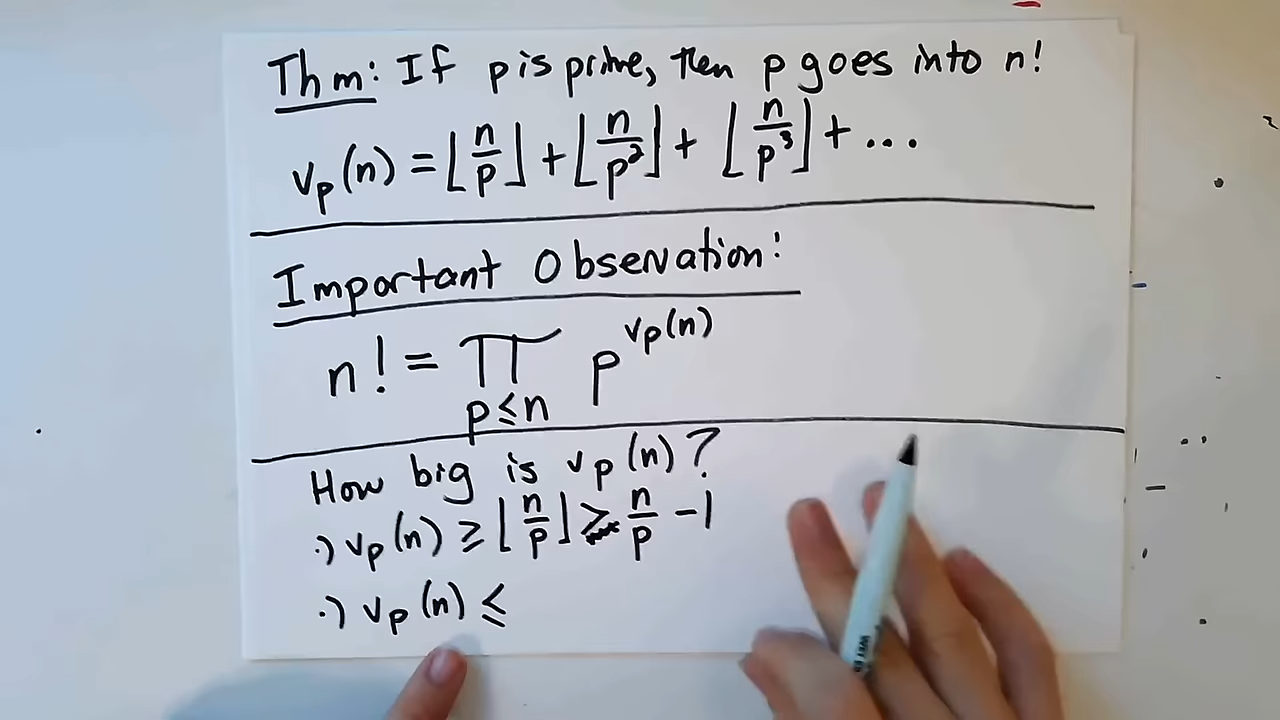 Thm: If p is prime, then p goes into n!
vₚ(n) = ⌊n/p⌋ + ⌊n/p²⌋ + ⌊n/p³⌋ + ...
Important Observation:
n! = ∏_{p≤n} p^{vₚ(n)}
How big is vₚ(n)?
·) vₚ(n) ≥ ⌊n/p⌋ ≥ n/p - 1
·) vₚ(n) ≤